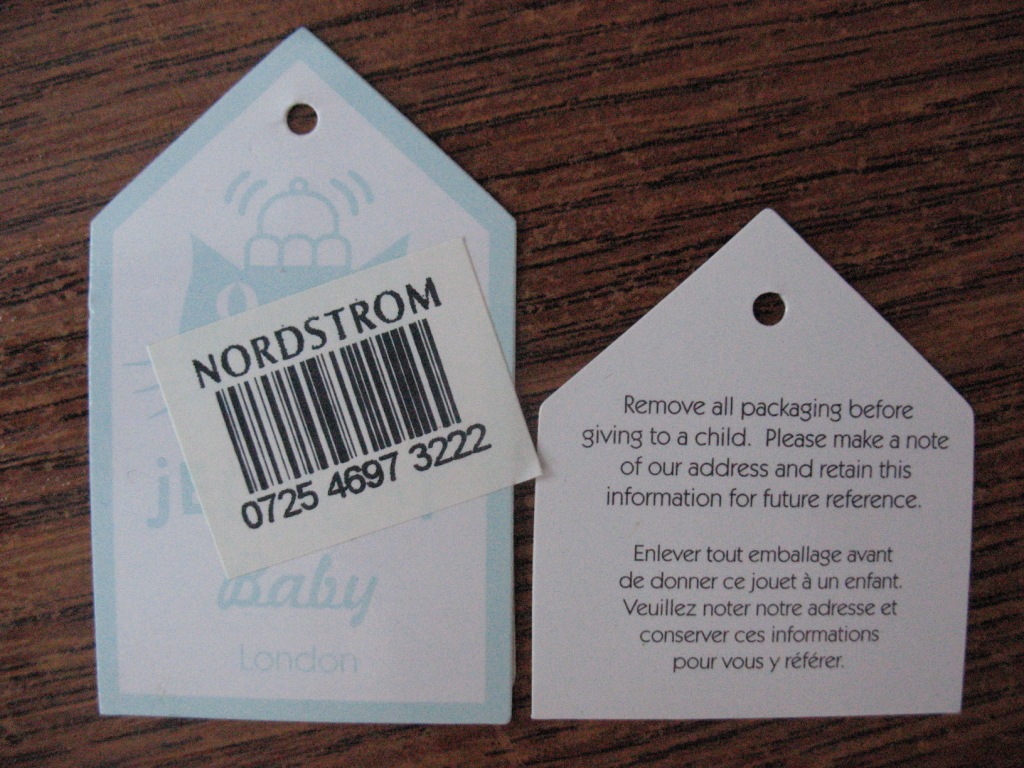 NORDSTROM
0725 4697 3222
Baby
London
Remove all packaging before
giving to a child. Please make a note
of our address and retain this
information for future reference.
Enlever tout emballage avant
de donner ce jouet à un enfant.
Veuillez noter notre adresse et
conserver ces informations
pour vous y référer.